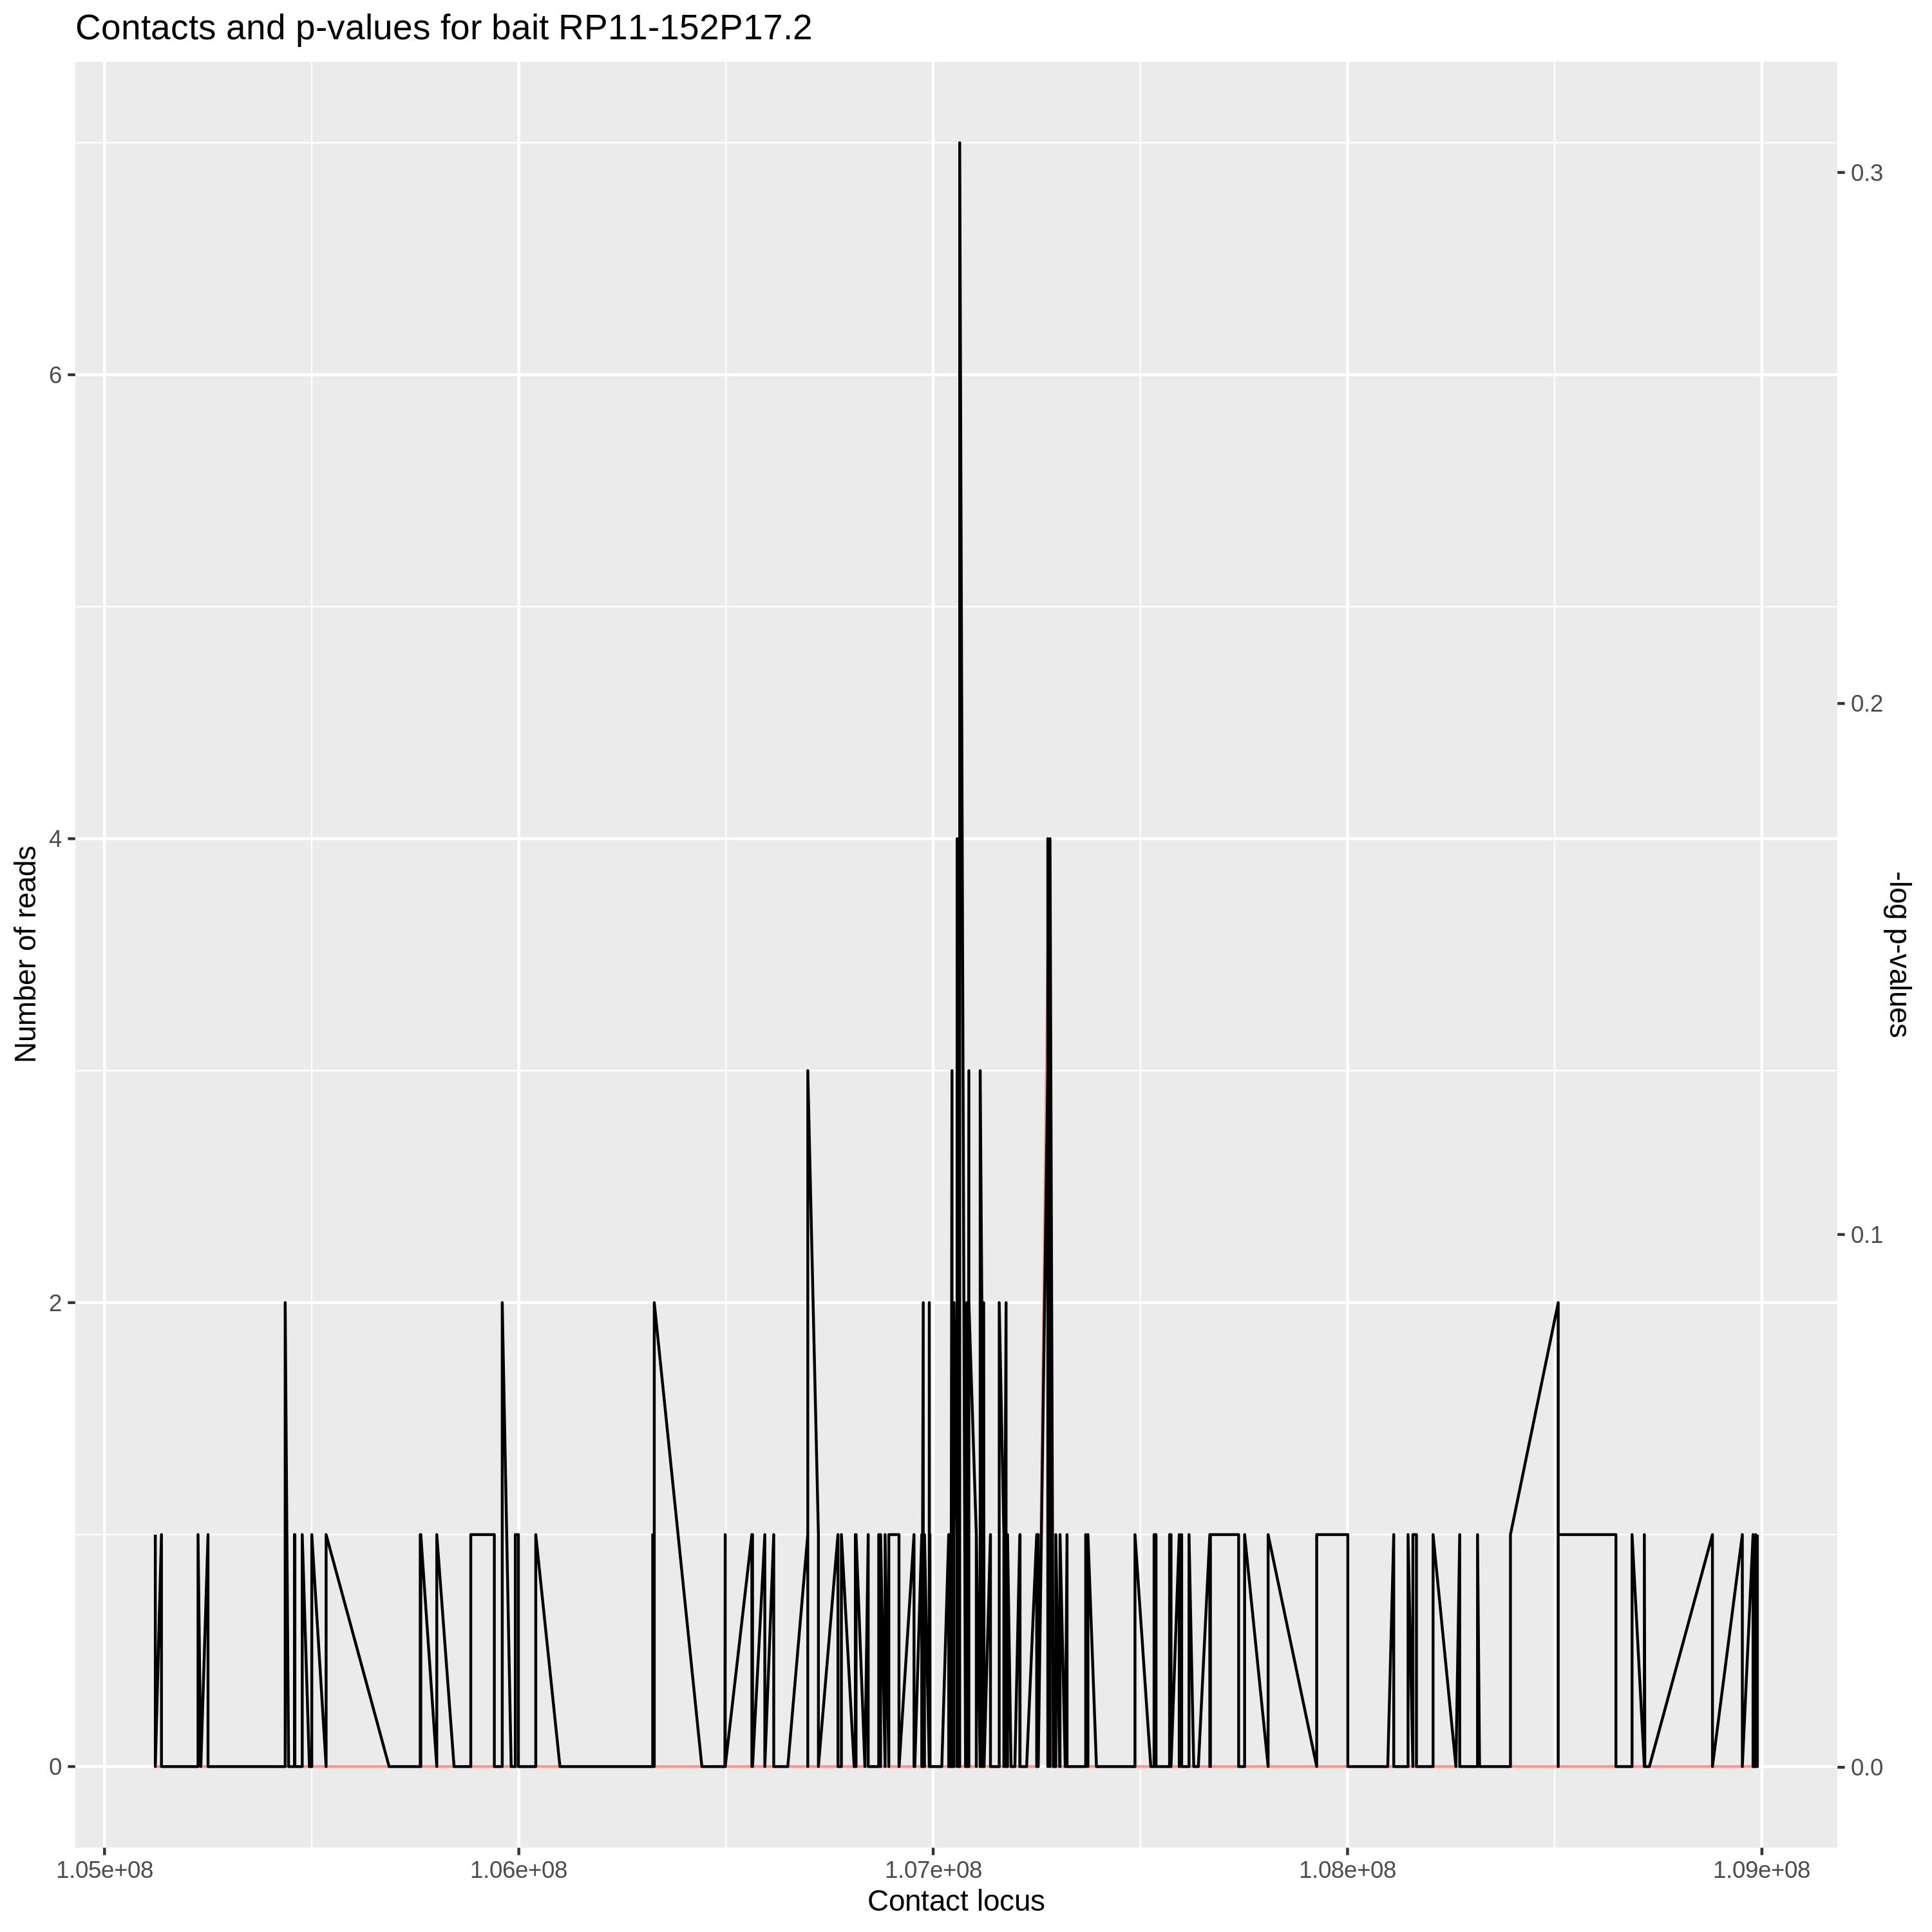 Contacts and p-values for bait RP11-152P17.2
Number of reads
6
4
2
0
0.3
0.2
0.1
0.0
-log p-values
1.05e+08
1.06e+08
1.07e+08
1.08e+08
1.09e+08
Contact locus